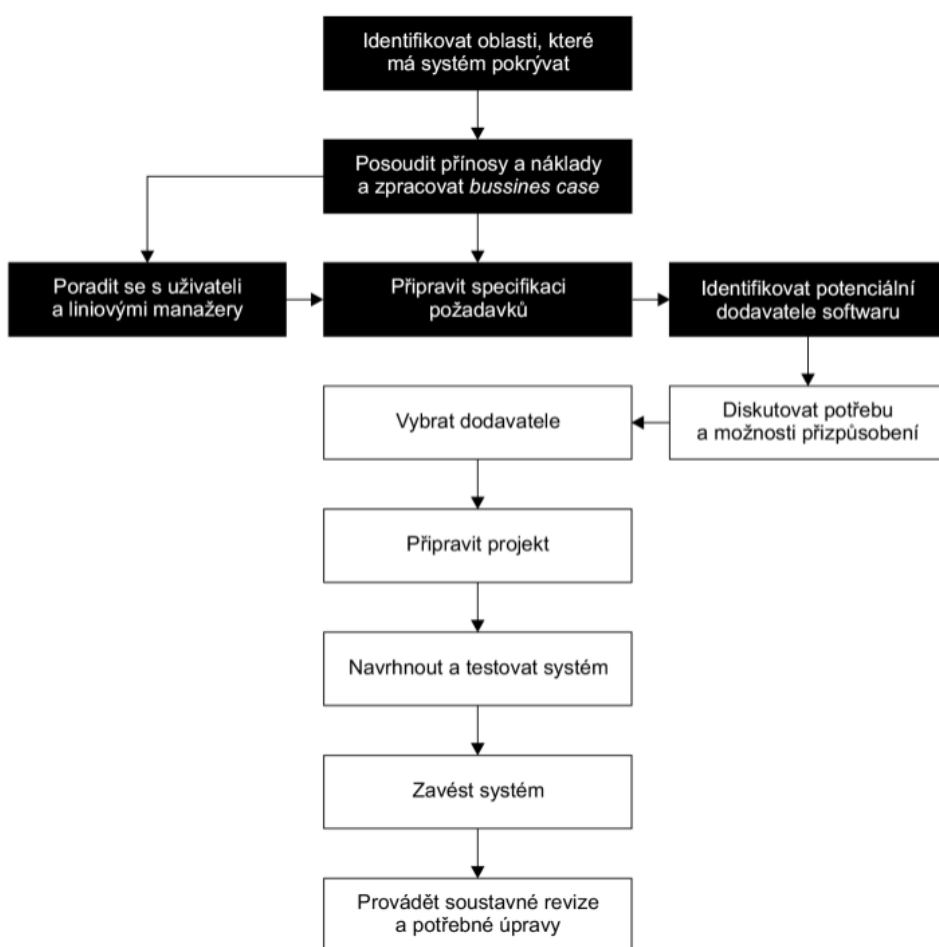 Identifikovat oblasti, které
má systém pokrývat
Posoudit přínosy a náklady
a zpracovat bussines case
Poradit se s uživateli
a liniovými manažery
Připravit specifikaci
požadavků
Identifikovat potenciální
dodavatele softwaru
Vybrat dodavatele
Diskutovat potřebu
a možnosti přizpůsobení
Připravit projekt
Navrhnout a testovat systém
Zavést systém
Provádět soustavné revize
a potřebné úpravy